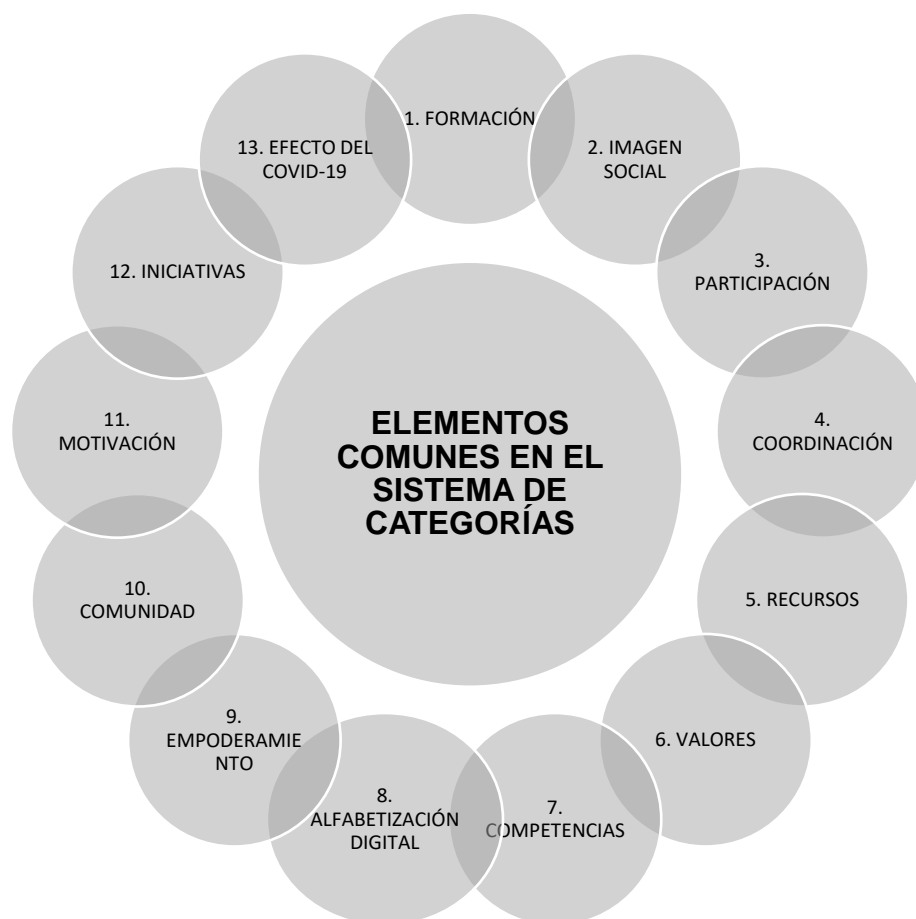 1. FORMACIÓN
2. IMAGEN
SOCIAL
3.
PARTICIPACIÓN
4.
COORDINACIÓN
5. RECURSOS
6. VALORES
7.
COMPETENCIAS
8.
ALFABETIZACIÓN
DIGITAL
9.
EMPODERAMIE
NTO
10.
COMUNIDAD
11.
MOTIVACIÓN
12. INICIATIVAS
13. EFECTO DEL
COVID-19
ELEMENTOS
COMUNES EN EL
SISTEMA DE
CATEGORÍAS